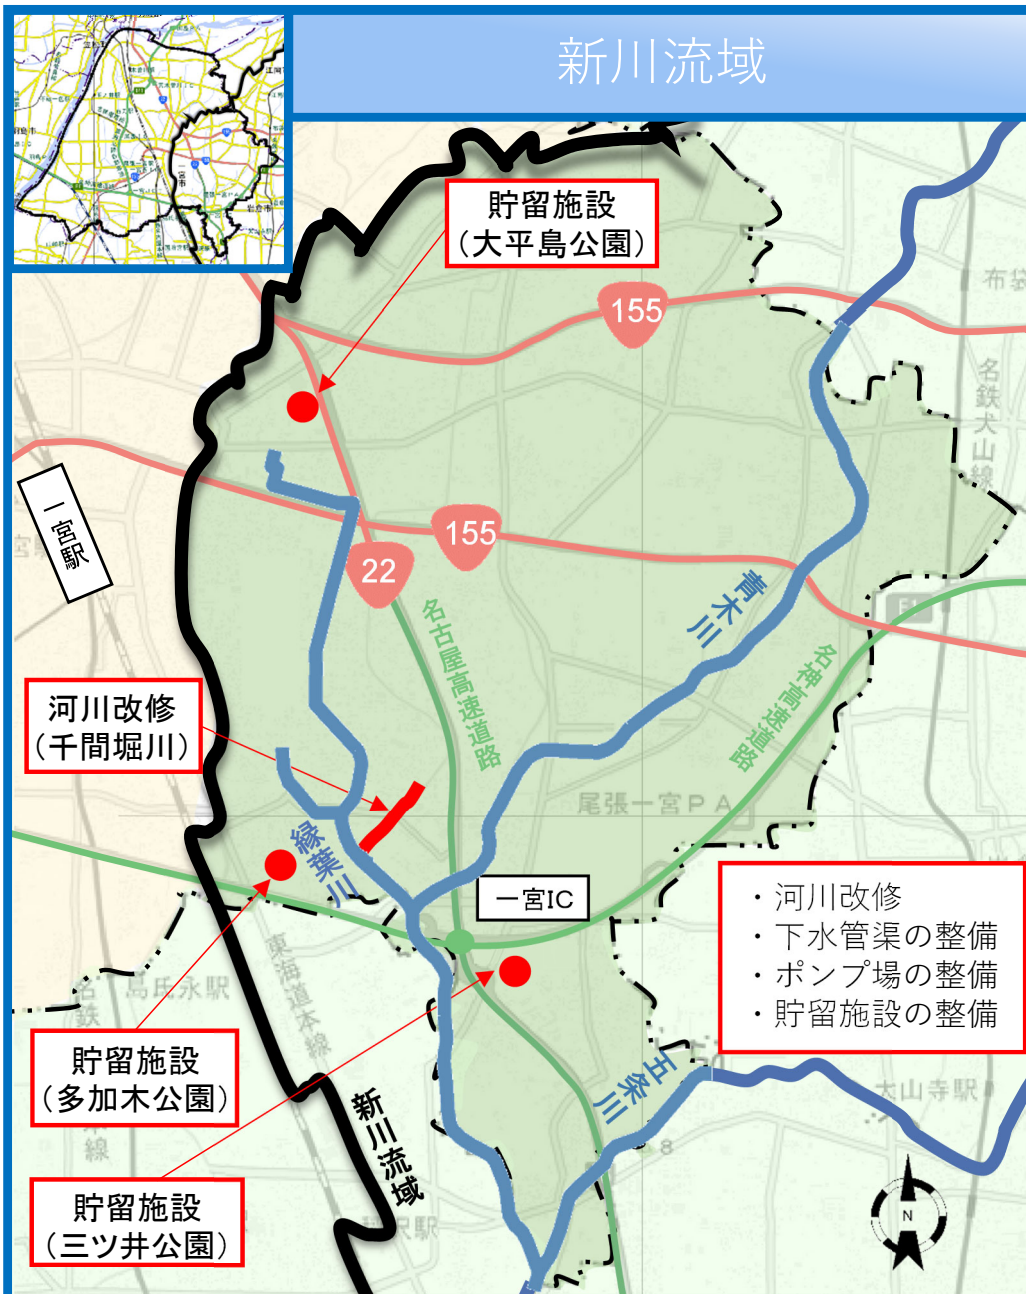 新川流域
貯留施設
（大平島公園）
155
布袋
名鉄犬山線
一宮駅
155
22
青木川
名古屋高速道路
名神高速道路
河川改修
（千間堀川）
尾張一宮PA
縁葉川
一宮IC
・河川改修
・下水管渠の整備
・ポンプ場の整備
・貯留施設の整備
東海道本線
島氏永駅
貯留施設
（多加木公園）
五条川
大山寺駅
新川流域
貯留施設
（三ツ井公園）
N
一宮市
岩倉市